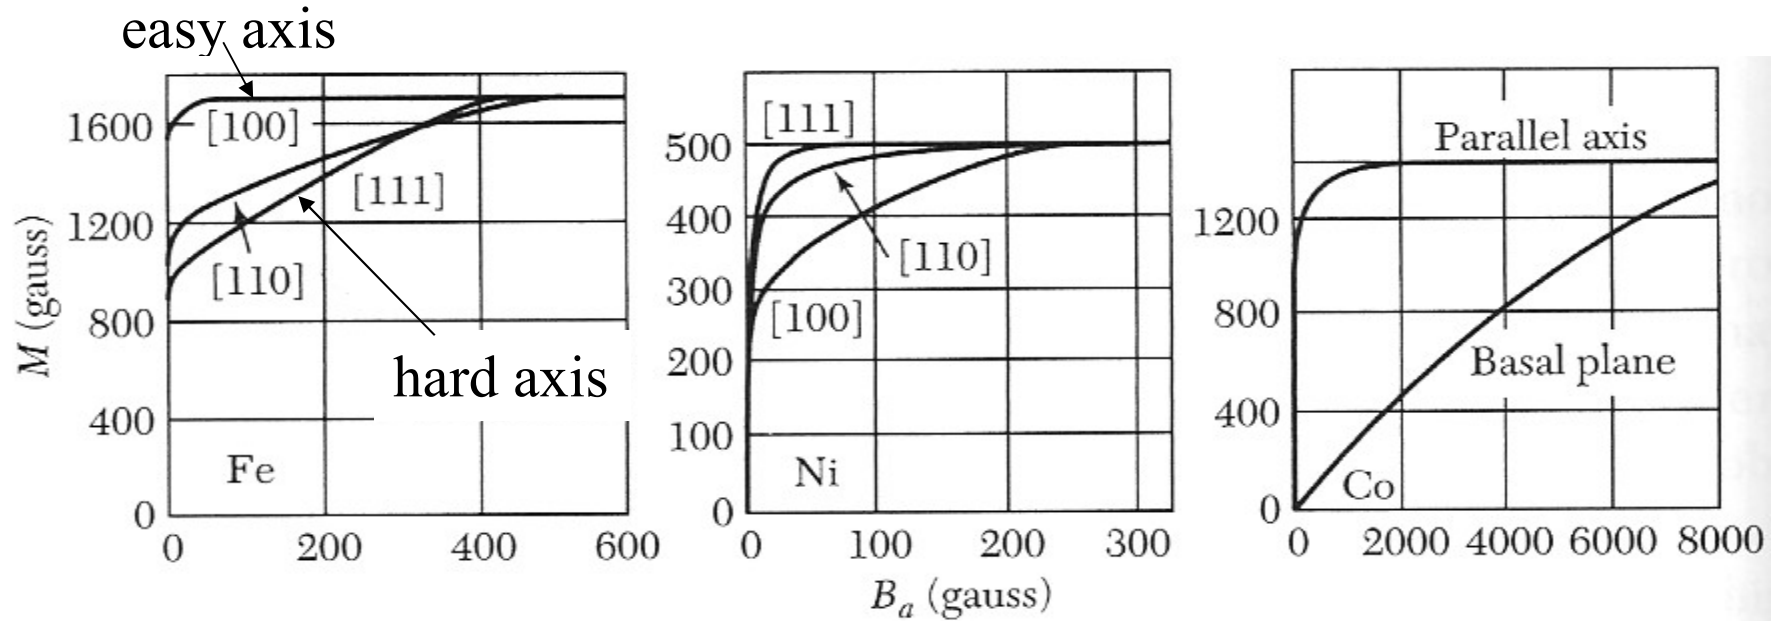 easy axis
[100]
[111]
[110]
hard axis
Fe
M (gauss)
1600
1200
800
400
0
0 200 400 600
[111]
[110]
[100]
Ni
500
400
300
200
100
0
0 100 200 300
B_a (gauss)
Parallel axis
Basal plane
Co
1200
800
400
0
0 2000 4000 6000 8000